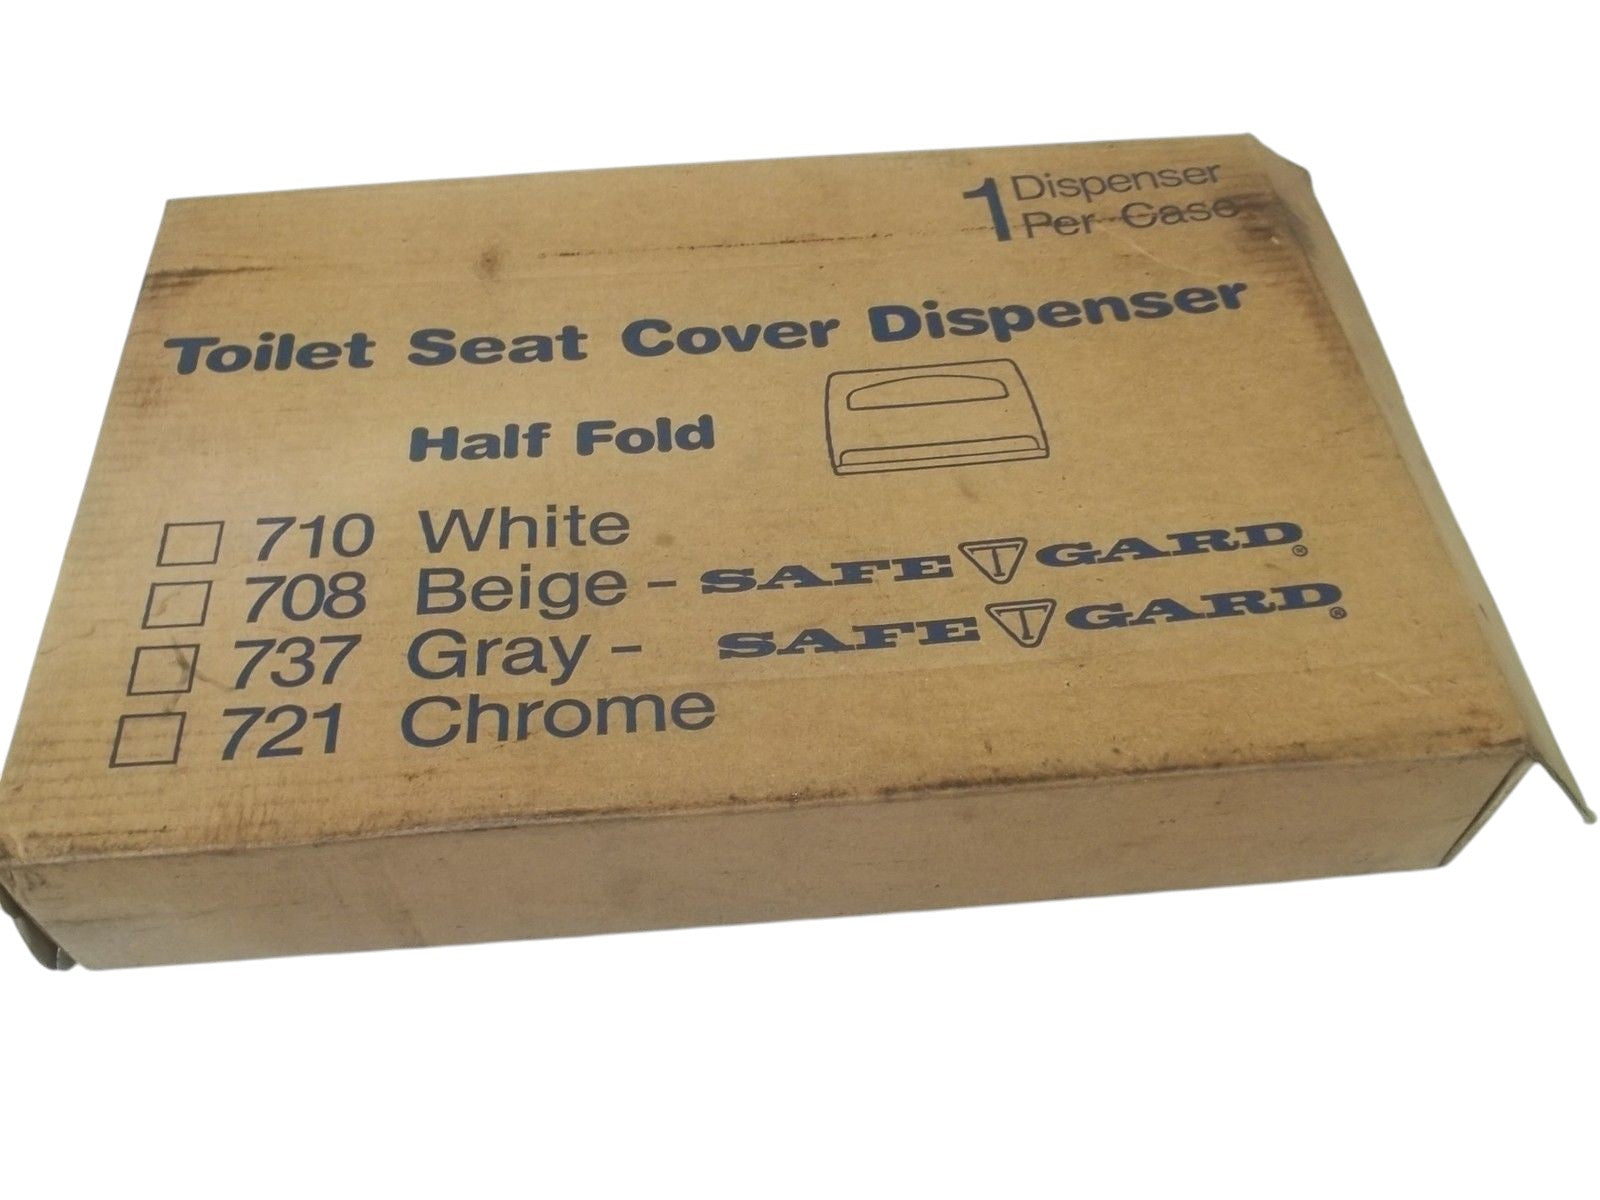 1 Dispenser
Per Case
Toilet Seat Cover Dispenser
Half Fold
710 White
708 Beige - SAFE T GARD®
737 Gray - SAFE T GARD®
721 Chrome